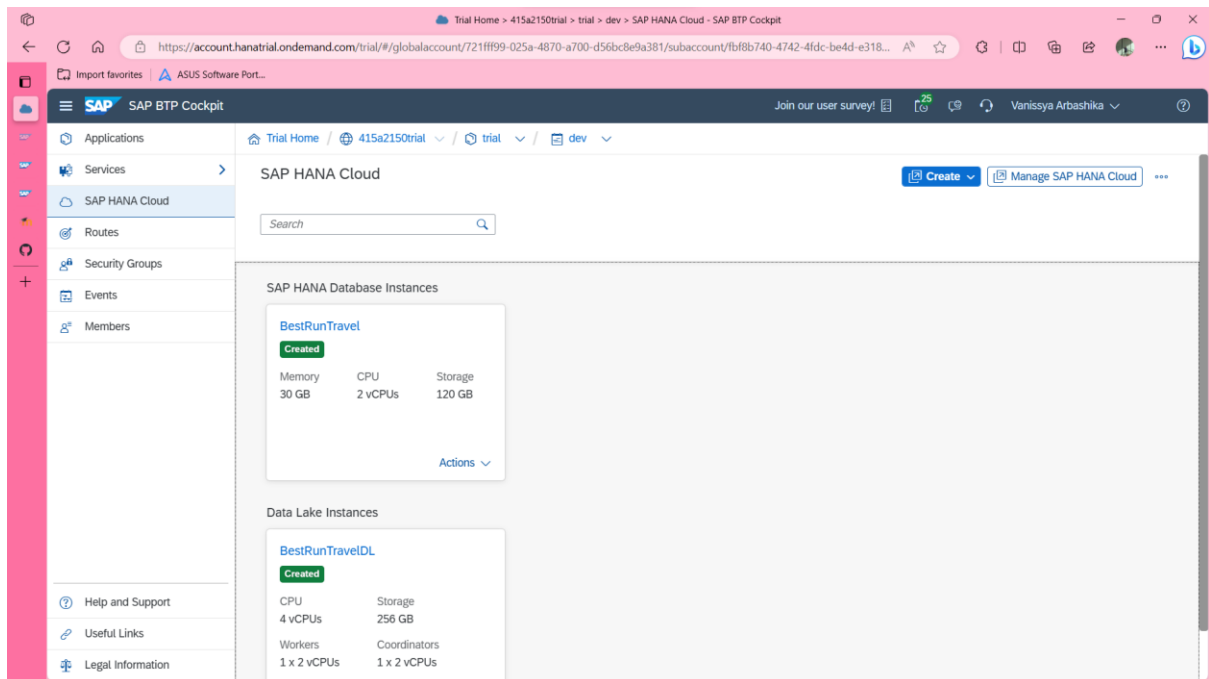 Trial Home > 415a2150trial > trial > dev > SAP HANA Cloud - SAP BTP Cockpit
https://account.hanatrial.ondemand.com/trial/#/globalaccount/721fff99-025a-4870-a700-d56bc8e9a381/subaccount/fbf8b740-4742-4fdc-be4d-e318...
Import favorites
ASUS Software Port...
SAP SAP BTP Cockpit
Join our user survey!
25
Vanissya Arbashika
Applications
Services
SAP HANA Cloud
Routes
Security Groups
Events
Members
Help and Support
Useful Links
Legal Information
Trial Home / 415a2150trial / trial / dev
SAP HANA Cloud
Create
Manage SAP HANA Cloud
Search
SAP HANA Database Instances
BestRunTravel
Created
Memory CPU Storage
30 GB 2 vCPUs 120 GB
Actions
Data Lake Instances
BestRunTravelDL
Created
CPU Storage
4 vCPUs 256 GB
Workers Coordinators
1 x 2 vCPUs 1 x 2 vCPUs